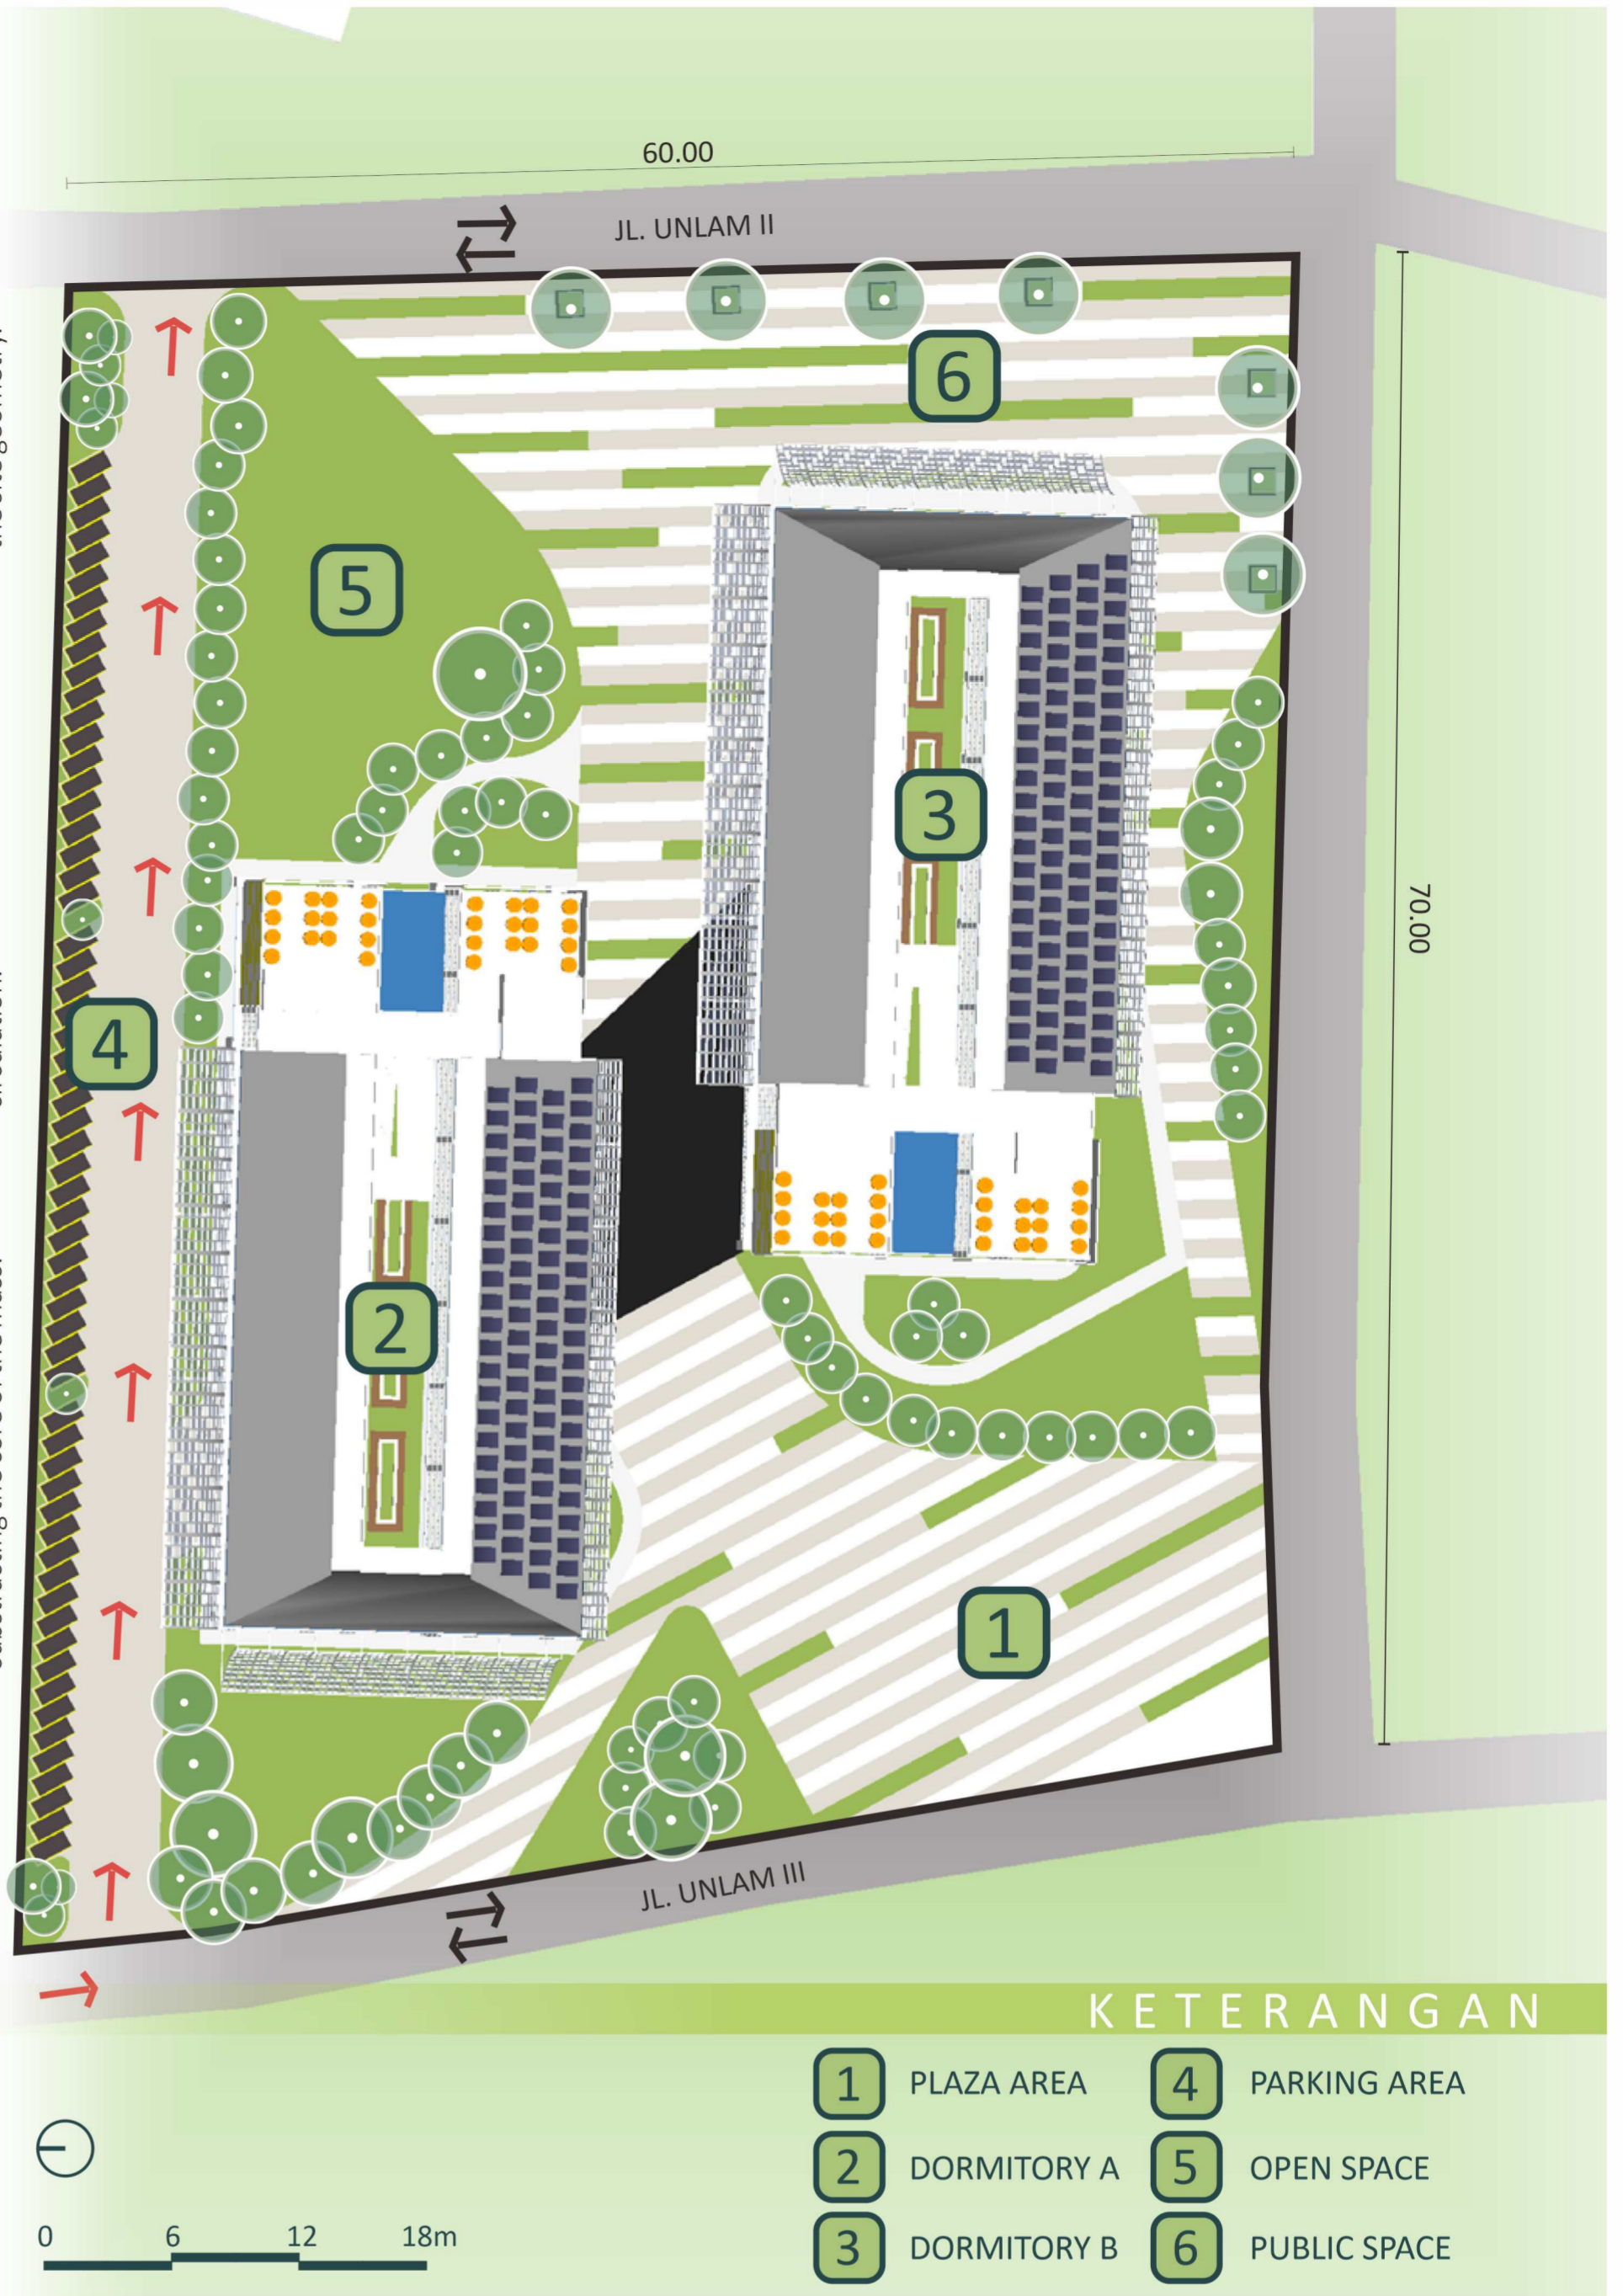 60.00
JL. UNLAM II
6
5
3
70.00
4
2
1
JL. UNLAM III
KETERANGAN
1 PLAZA AREA
4 PARKING AREA
2 DORMITORY A
5 OPEN SPACE
3 DORMITORY B
6 PUBLIC SPACE
0 6 12 18m